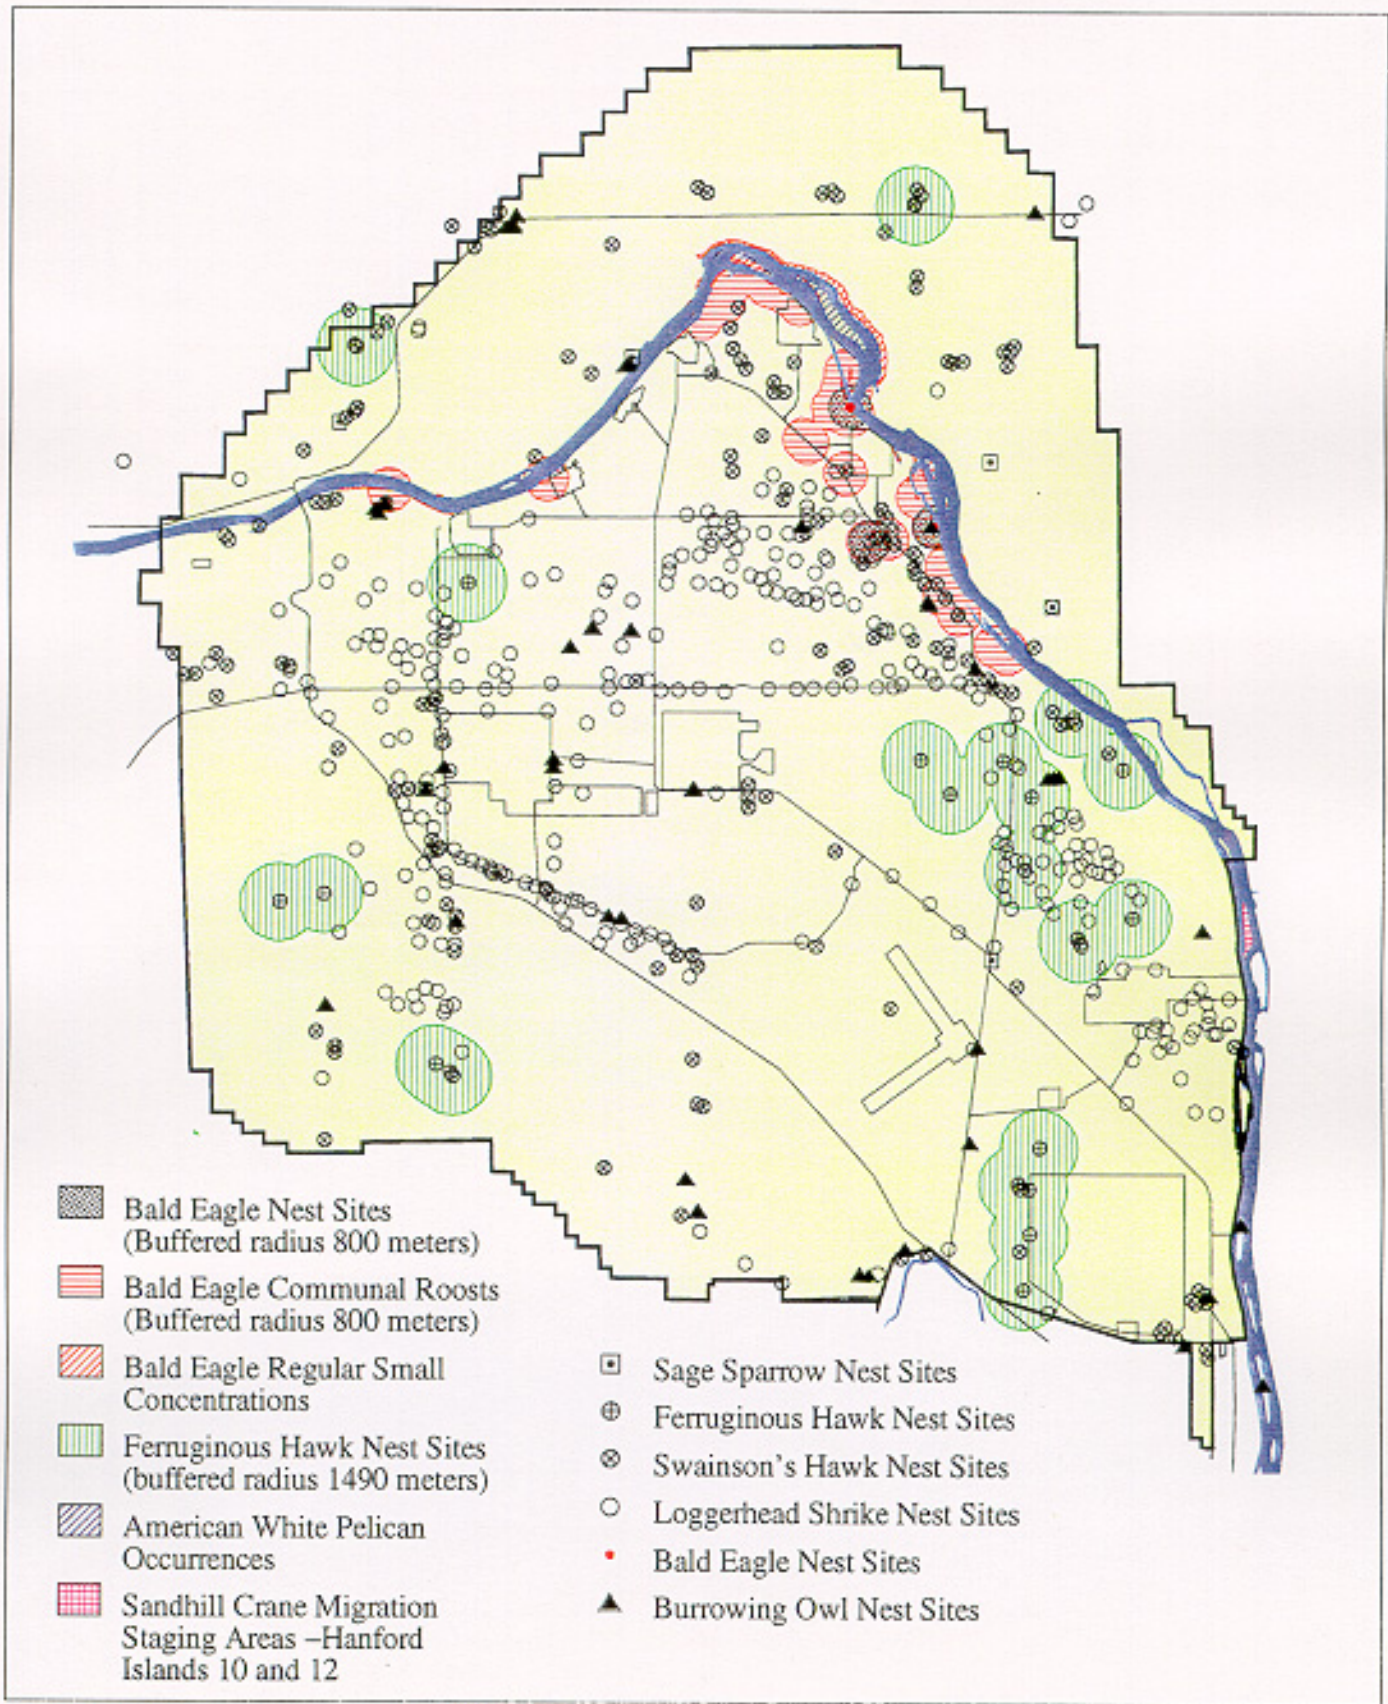 Bald Eagle Nest Sites
(Buffered radius 800 meters)
Bald Eagle Communal Roosts
(Buffered radius 800 meters)
Bald Eagle Regular Small
Concentrations
Ferruginous Hawk Nest Sites
(buffered radius 1490 meters)
American White Pelican
Occurrences
Sandhill Crane Migration
Staging Areas –Hanford
Islands 10 and 12
Sage Sparrow Nest Sites
Ferruginous Hawk Nest Sites
Swainson's Hawk Nest Sites
Loggerhead Shrike Nest Sites
Bald Eagle Nest Sites
Burrowing Owl Nest Sites